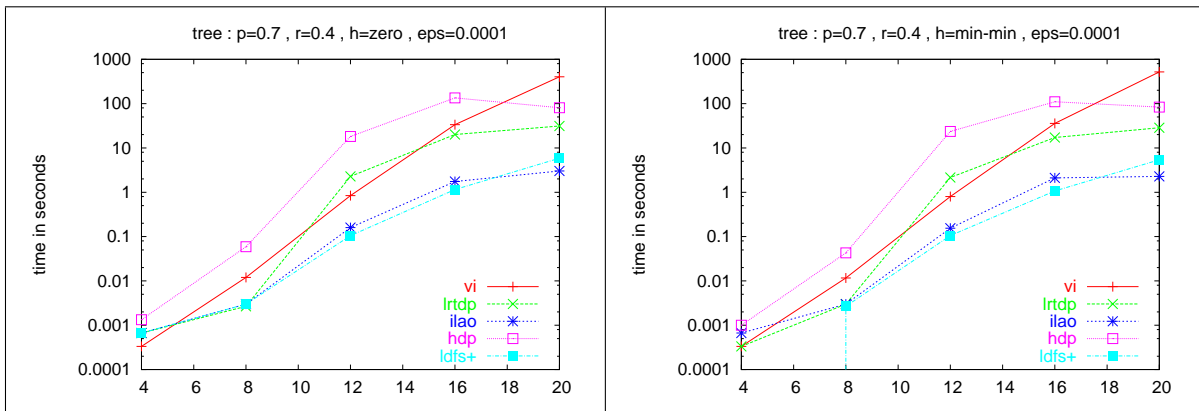 tree : p=0.7 , r=0.4 , h=zero , eps=0.0001
1000
100
10
1
0.1
0.01
0.001
0.0001
time in seconds
vi
lrtdp
ilao
hdp
ldfs+
4 6 8 10 12 14 16 18 20
tree : p=0.7 , r=0.4 , h=min-min , eps=0.0001
1000
100
10
1
0.1
0.01
0.001
0.0001
time in seconds
vi
lrtdp
ilao
hdp
ldfs+
4 6 8 10 12 14 16 18 20